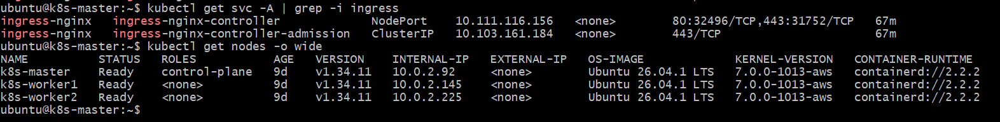 ubuntu@k8s-master:~$ kubectl get svc -A | grep -i ingress
ingress-nginx   ingress-nginx-controller             NodePort    10.111.116.156   <none>        80:32496/TCP,443:31752/TCP   67m
ingress-nginx   ingress-nginx-controller-admission   ClusterIP   10.103.161.184   <none>        443/TCP                      67m
ubuntu@k8s-master:~$ kubectl get nodes -o wide
NAME          STATUS   ROLES           AGE   VERSION    INTERNAL-IP   EXTERNAL-IP   OS-IMAGE             KERNEL-VERSION   CONTAINER-RUNTIME
k8s-master    Ready    control-plane   9d    v1.34.11   10.0.2.92     <none>        Ubuntu 26.04.1 LTS   7.0.0-1013-aws   containerd://2.2.2
k8s-worker1   Ready    <none>          9d    v1.34.11   10.0.2.145    <none>        Ubuntu 26.04.1 LTS   7.0.0-1013-aws   containerd://2.2.2
k8s-worker2   Ready    <none>          9d    v1.34.11   10.0.2.225    <none>        Ubuntu 26.04.1 LTS   7.0.0-1013-aws   containerd://2.2.2
ubuntu@k8s-master:~$